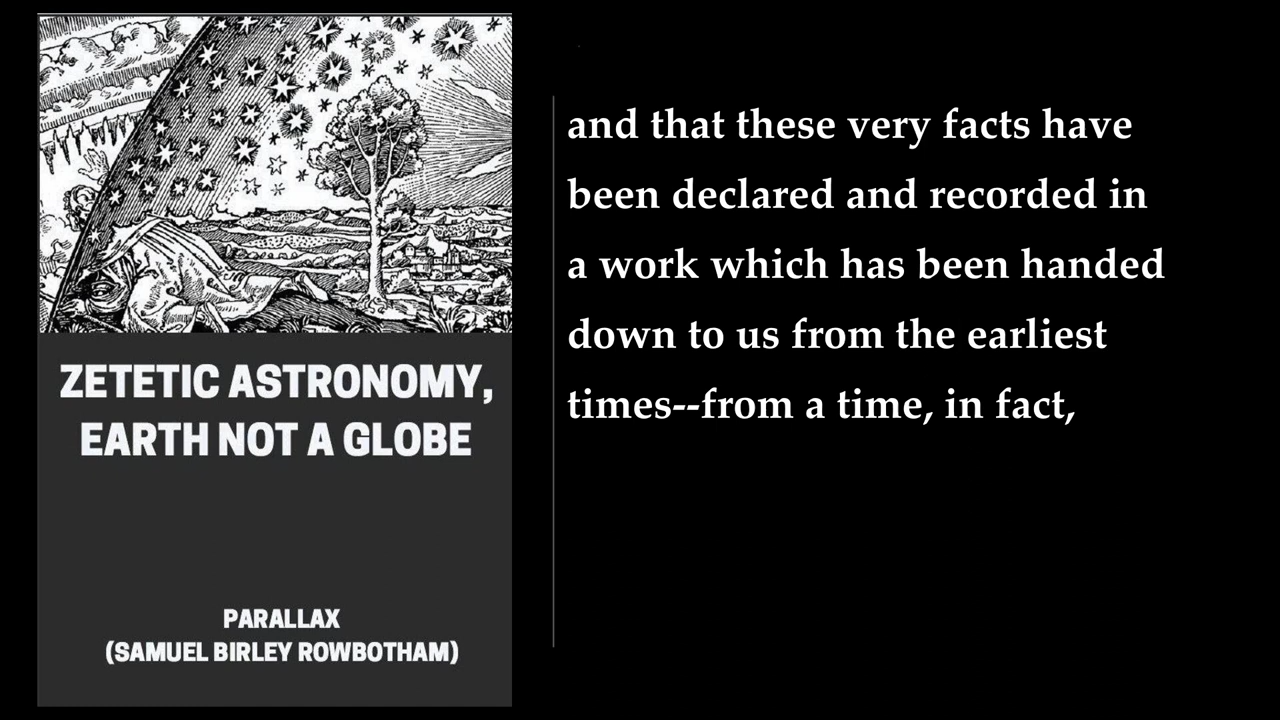 ZETETIC ASTRONOMY,
EARTH NOT A GLOBE
PARALLAX
(SAMUEL BIRLEY ROWBOTHAM)
and that these very facts have
been declared and recorded in
a work which has been handed
down to us from the earliest
times--from a time, in fact,